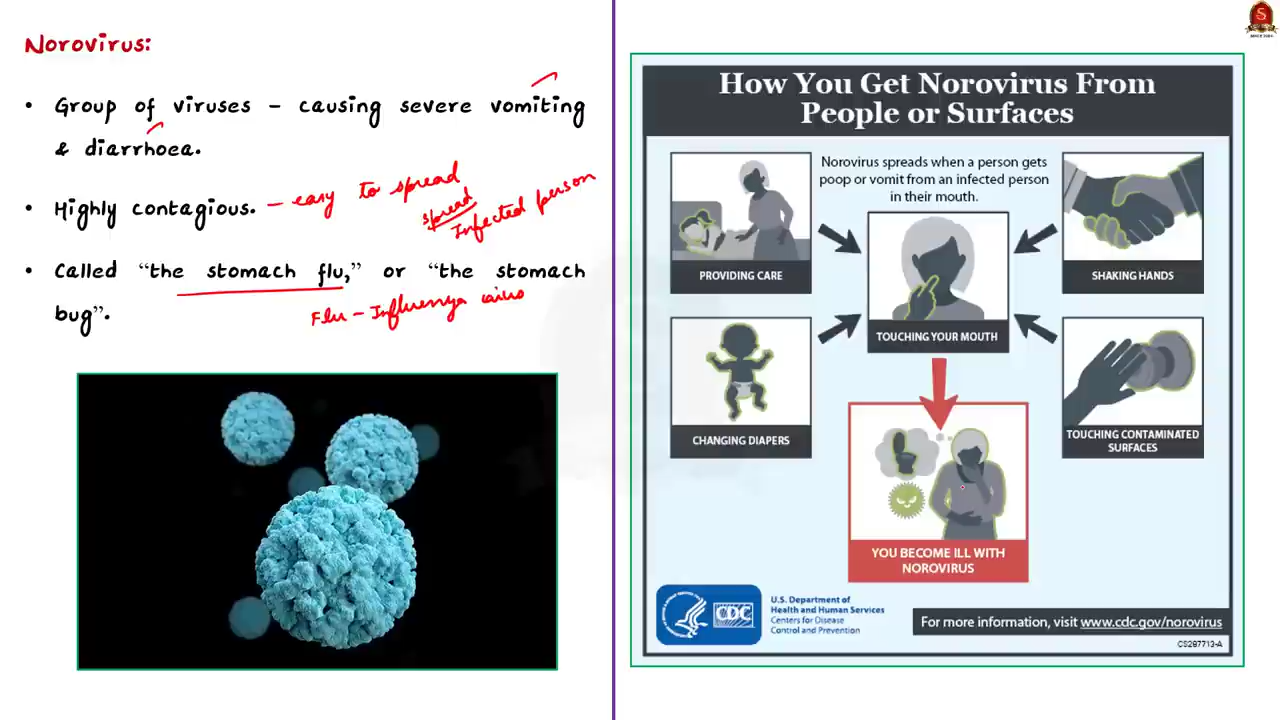 Norovirus:
• Group of viruses – causing severe vomiting
& diarrhoea.
• Highly contagious. – easy to spread
spread
Infected person
• Called “the stomach flu,” or “the stomach
bug”.
Flu – Influenza
How You Get Norovirus From
People or Surfaces
Norovirus spreads when a person gets
poop or vomit from an infected person
in their mouth.
PROVIDING CARE
SHAKING HANDS
TOUCHING YOUR MOUTH
CHANGING DIAPERS
TOUCHING CONTAMINATED
SURFACES
YOU BECOME ILL WITH
NOROVIRUS
CDC
U.S. Department of
Health and Human Services
Centers for Disease
Control and Prevention
For more information, visit www.cdc.gov/norovirus
CS287713-A